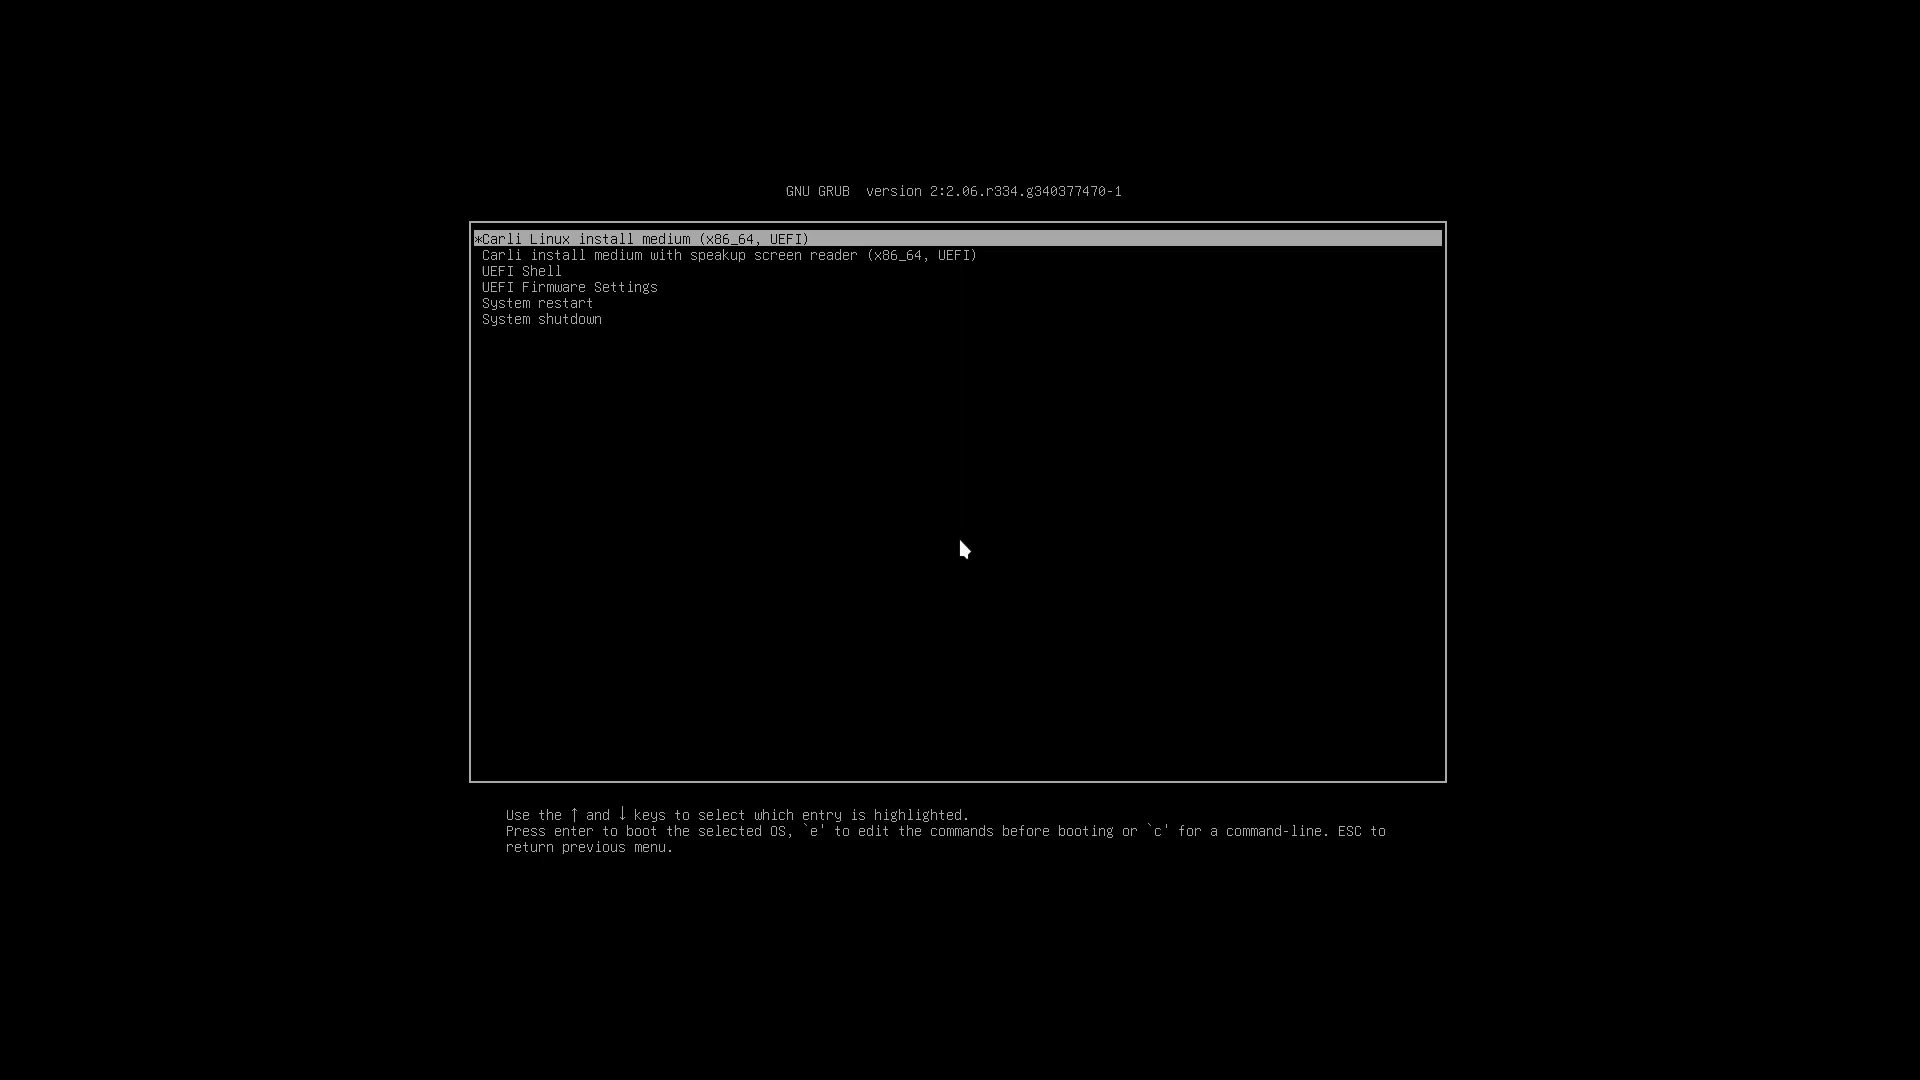 GNU GRUB  version 2:2.06.r334.g340377470-1
*Carli Linux install medium (x86_64, UEFI)
Carli install medium with speakup screen reader (x86_64, UEFI)
UEFI Shell
UEFI Firmware Settings
System restart
System shutdown
Use the ↑ and ↓ keys to select which entry is highlighted.
Press enter to boot the selected OS, `e' to edit the commands before booting or `c' for a command-line. ESC to
return previous menu.